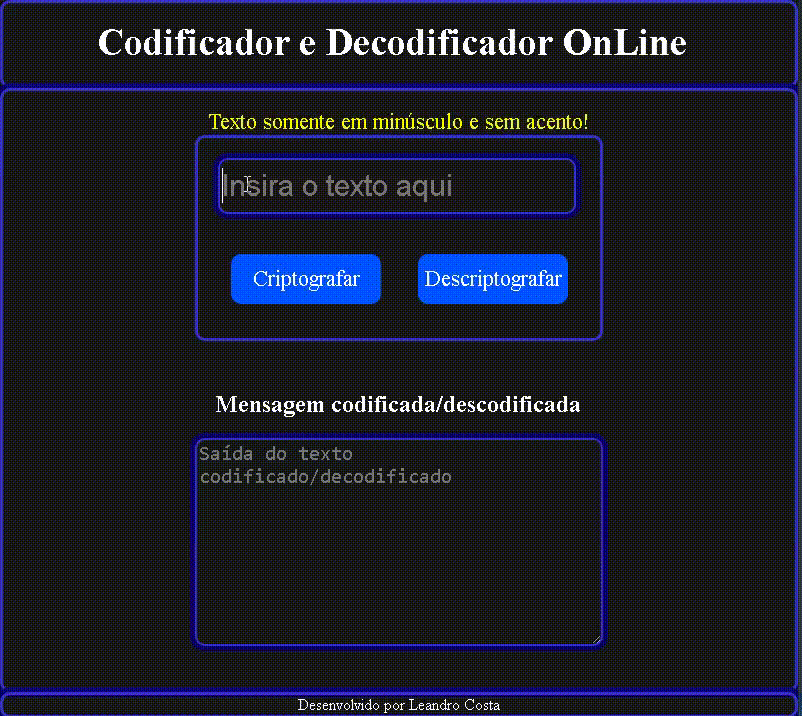 Codificador e Decodificador OnLine
Texto somente em minúsculo e sem acento!
Insira o texto aqui
Criptografar Descriptografar
Mensagem codificada/descodificada
Saída do texto
codificado/decodificado
Desenvolvido por Leandro Costa